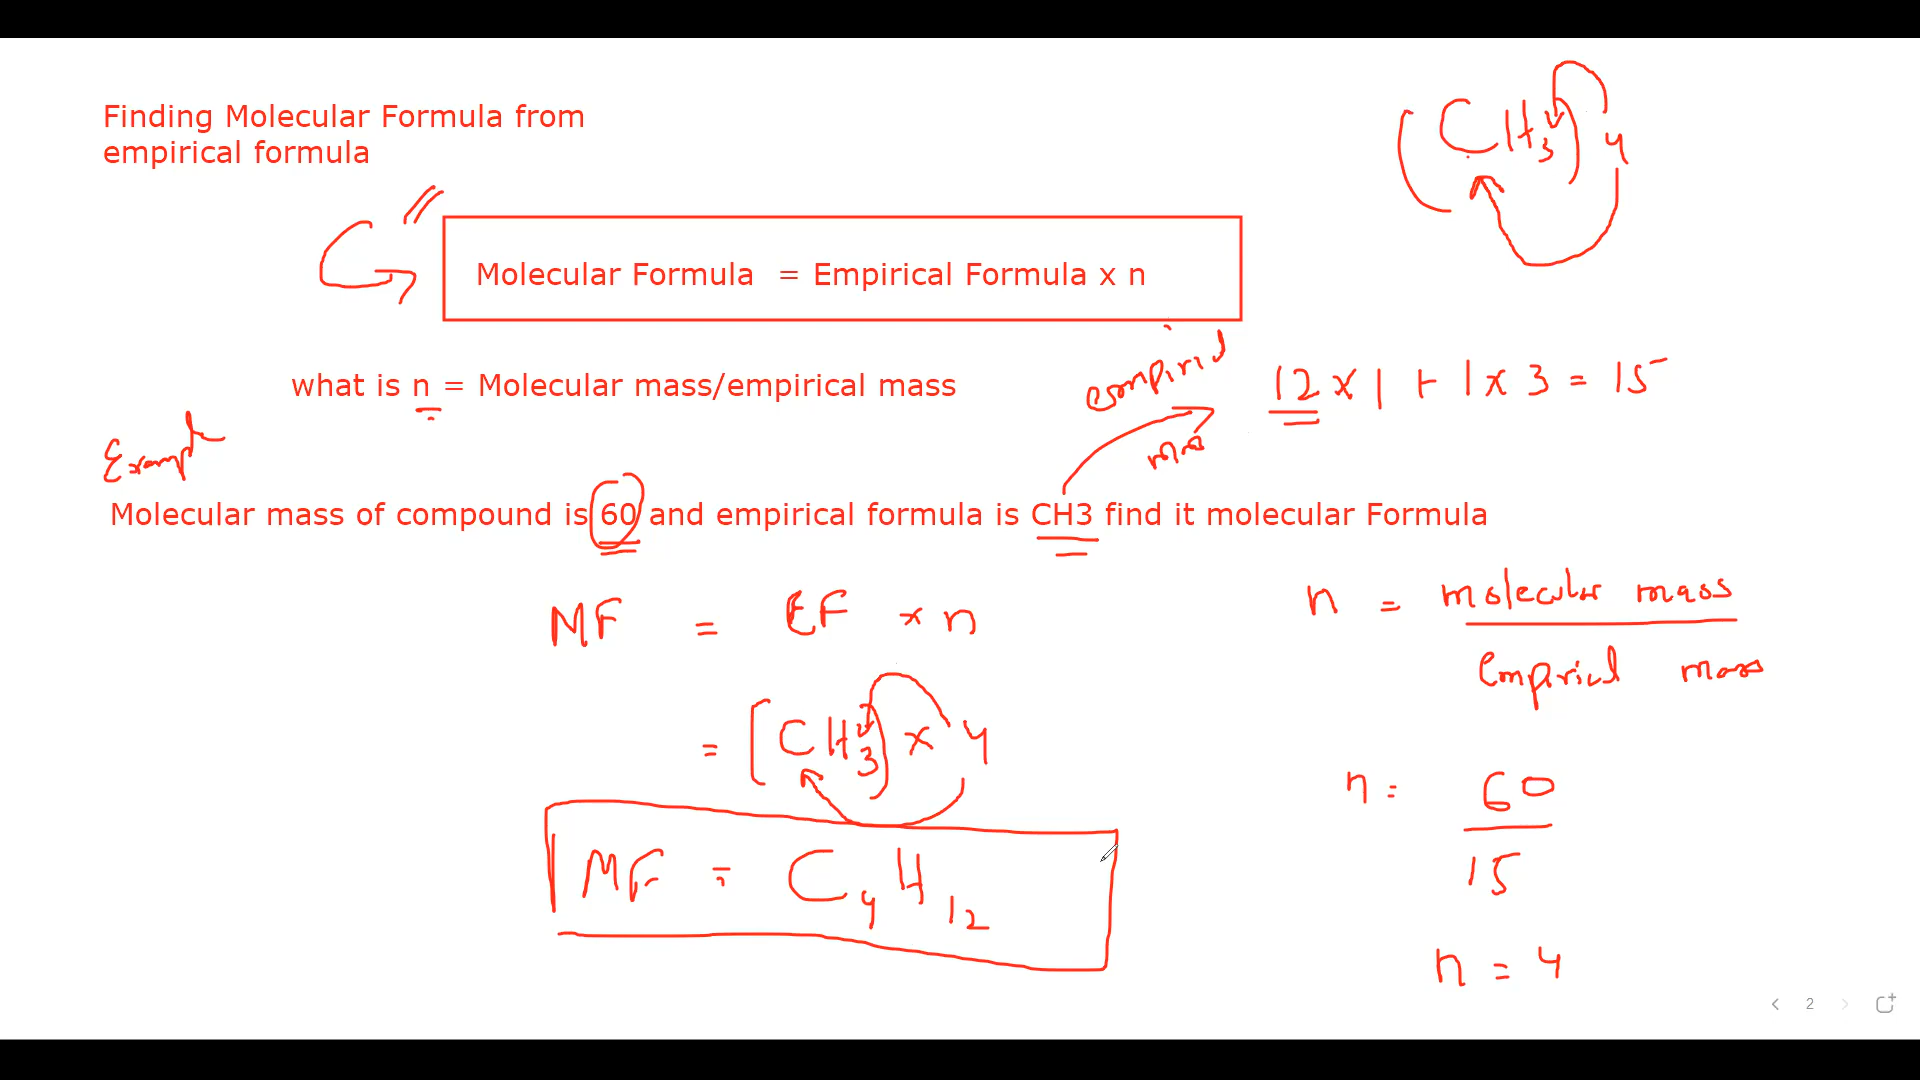 Finding Molecular Formula from
empirical formula
(CH3)4
Molecular Formula = Empirical Formula x n
what is n = Molecular mass/empirical mass
empirical
mass
12 x 1 + 1 x 3 = 15
Example
Molecular mass of compound is 60 and empirical formula is CH3 find it molecular Formula
MF = EF x n
= [CH3) x 4
MF = C4H12
n = molecular mass
Empirical mass
n = 60
15
n = 4
2